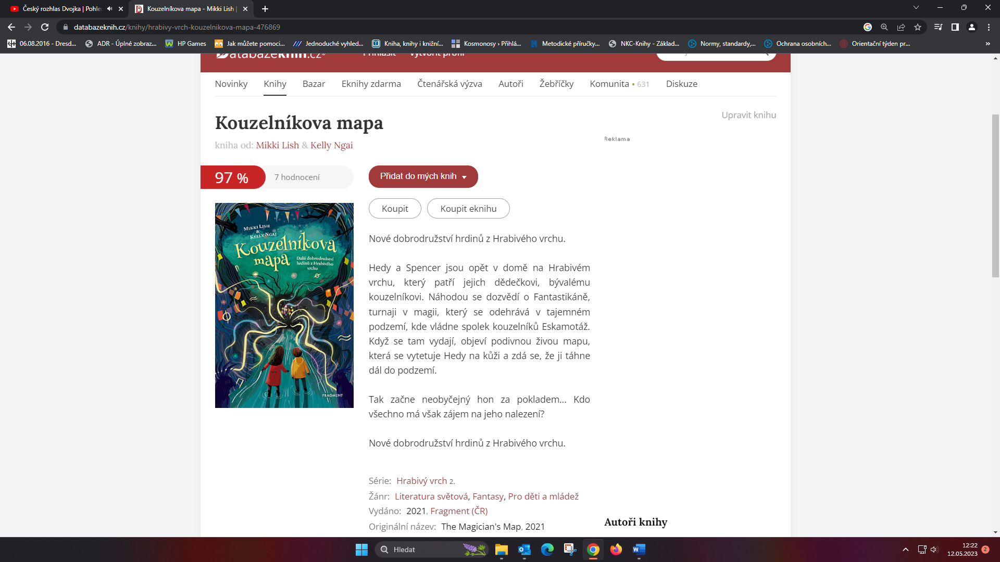 Český rozhlas Dvojka | Pohle
Kouzelníkova mapa - Mikki Lish |
databazeknih.cz/knihy/hrabivy-vrch-kouzelnikova-mapa-476869
06.08.2016 - Dresd...
ADR - Úplné zobraz...
HP Games
Jak můžete pomoci...
Jednoduché vyhled...
Kniha, knihy i knižní...
Kosmonosy › Přihlá...
Metodické příručky...
NKC-Knihy - Základ...
Normy, standardy,...
Ochrana osobních...
Orientační týden pr...
»
Databazeknih.cz
Přihlásit
Vytvořit profil
Novinky
Knihy
Bazar
Eknihy zdarma
Čtenářská výzva
Autoři
Žebříčky
Komunita • 631
Diskuze
Kouzelníkova mapa
Upravit knihu
kniha od: Mikki Lish & Kelly Ngai
Reklama
97 %
7 hodnocení
Přidat do mých knih
Koupit
Koupit eknihu
Mikki Lish
&
Kelly Ngai
Kouzelníkova
mapa
Další dobrodružství
hrdinů z Hrabivého
vrchu
FRAGMENT
Nové dobrodružství hrdinů z Hrabivého vrchu.
Hedy a Spencer jsou opět v domě na Hrabivém
vrchu, který patří jejich dědečkovi, bývalému
kouzelníkovi. Náhodou se dozvědí o Fantastikáně,
turnaji v magii, který se odehrává v tajemném
podzemí, kde vládne spolek kouzelníků Eskamotáž.
Když se tam vydají, objeví podivnou živou mapu,
která se vytetuje Hedy na kůži a zdá se, že ji táhne
dál do podzemí.
Tak začne neobyčejný hon za pokladem... Kdo
všechno má však zájem na jeho nalezení?
Nové dobrodružství hrdinů z Hrabivého vrchu.
Série: Hrabivý vrch 2.
Žánr: Literatura světová, Fantasy, Pro děti a mládež
Vydáno: 2021, Fragment (ČR)
Originální název: The Magician's Map, 2021
Autoři knihy
Hledat
12:22
12.05.2023
2